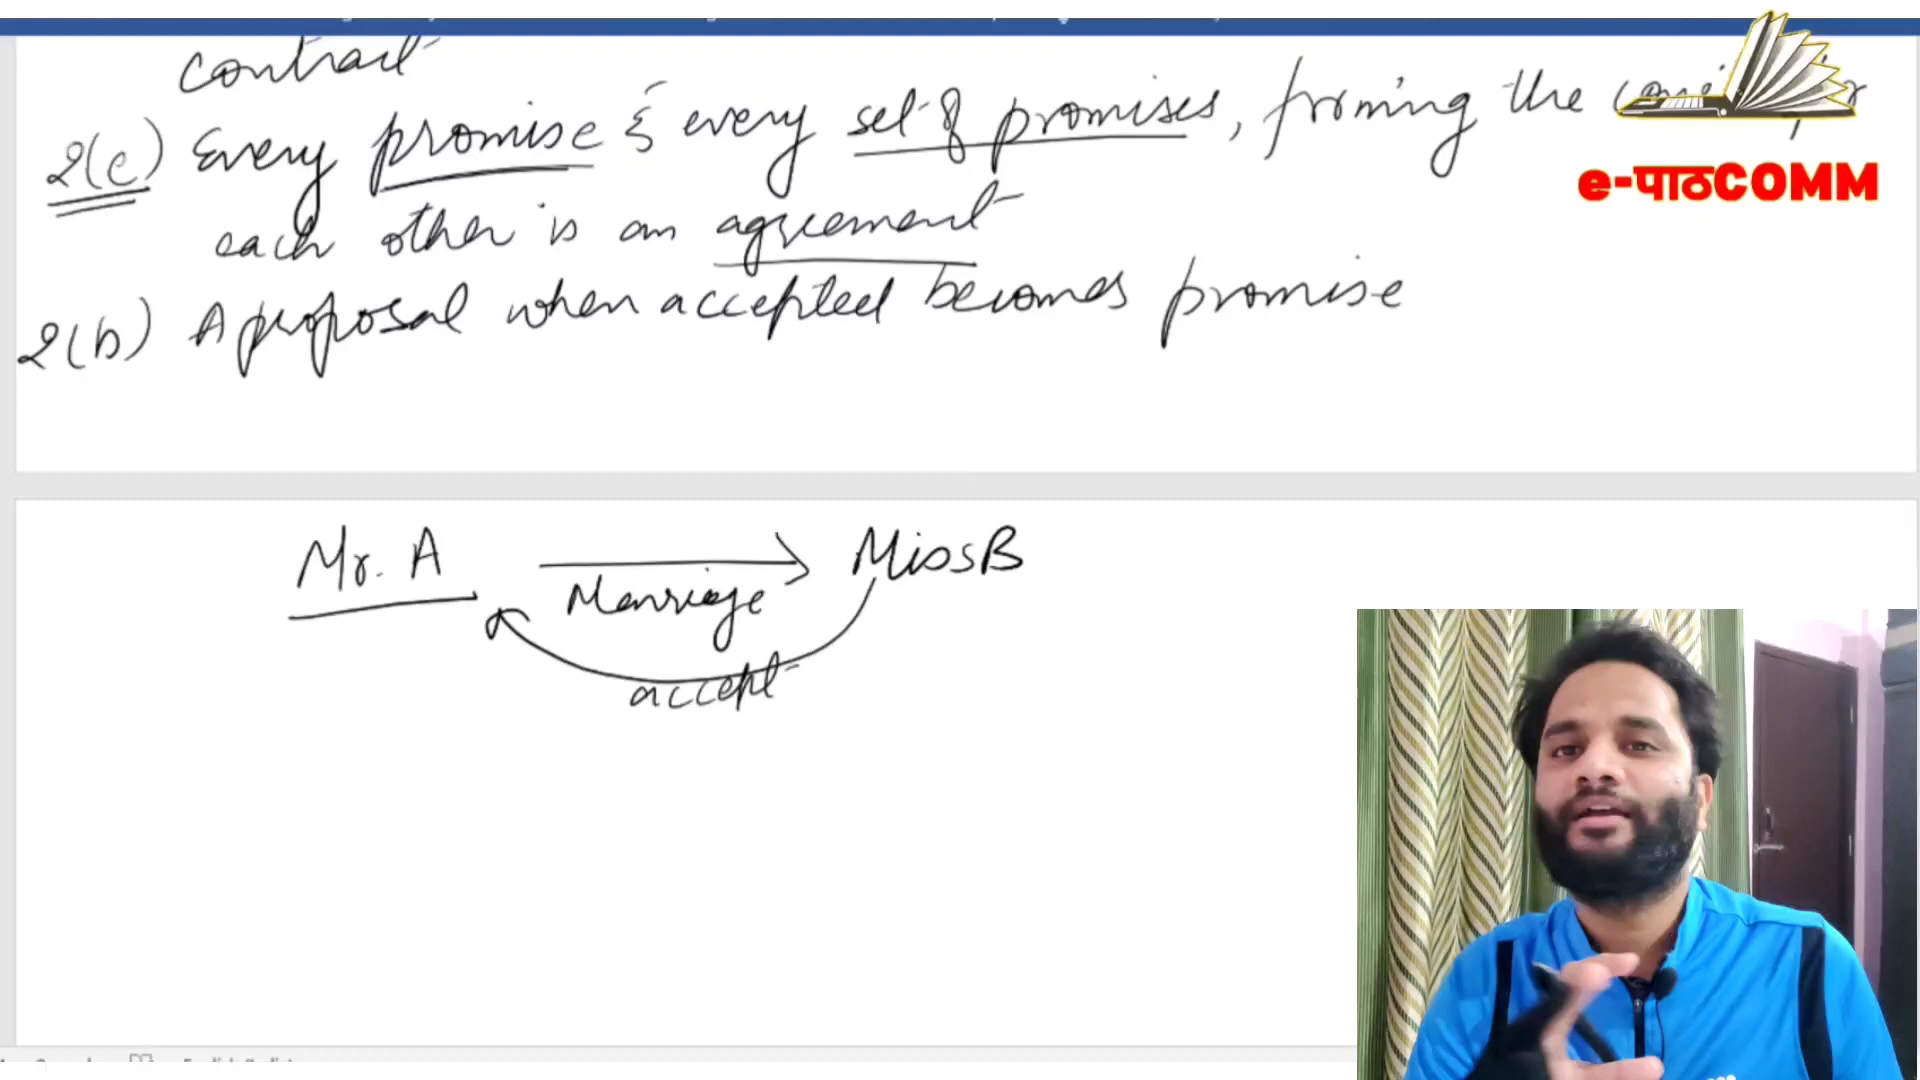 contract
2(e) Every promise & every set of promises, froming the
each other is an agreement
2(b) A proposal when accepted becomes promise
e-पाठCOMM
Mr. A Marriage Miss B
accept